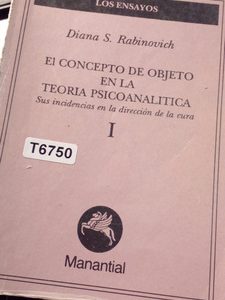 LOS ENSAYOS
Diana S. Rabinovich
El CONCEPTO DE OBJETO
EN LA
TEORIA PSICOANALITICA
Sus incidencias en la dirección de la cura
I
T6750
Manantial